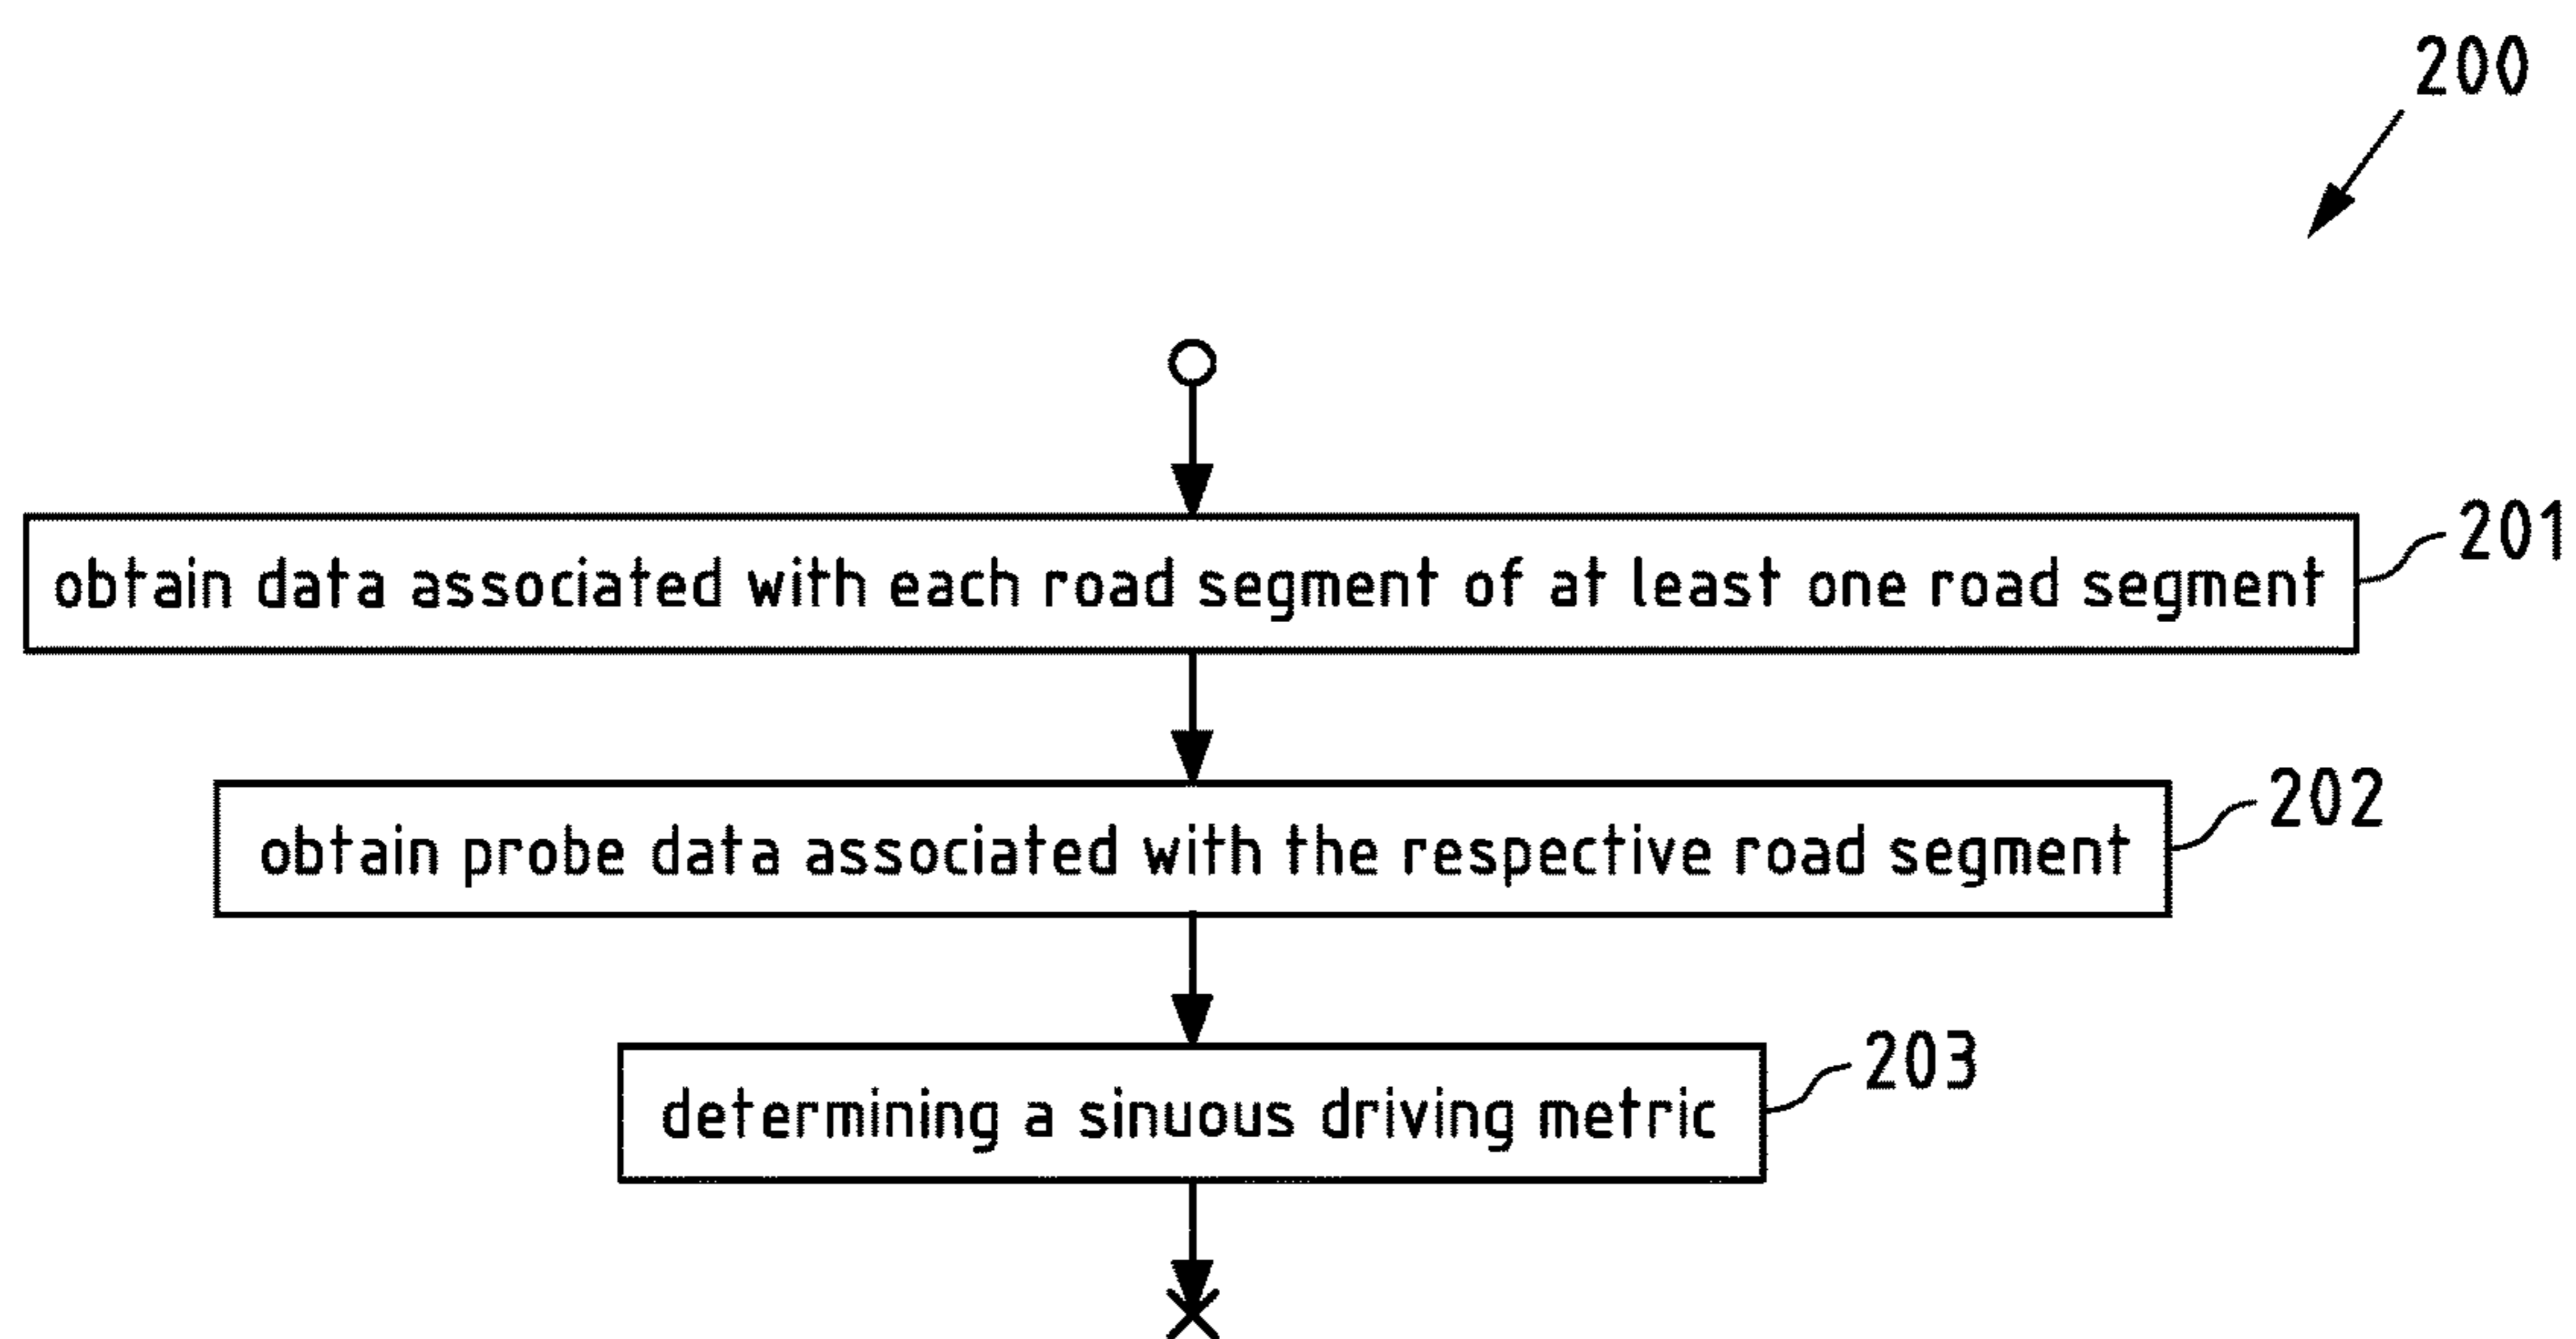 200
obtain data associated with each road segment of at least one road segment
201
obtain probe data associated with the respective road segment
202
determining a sinuous driving metric
203